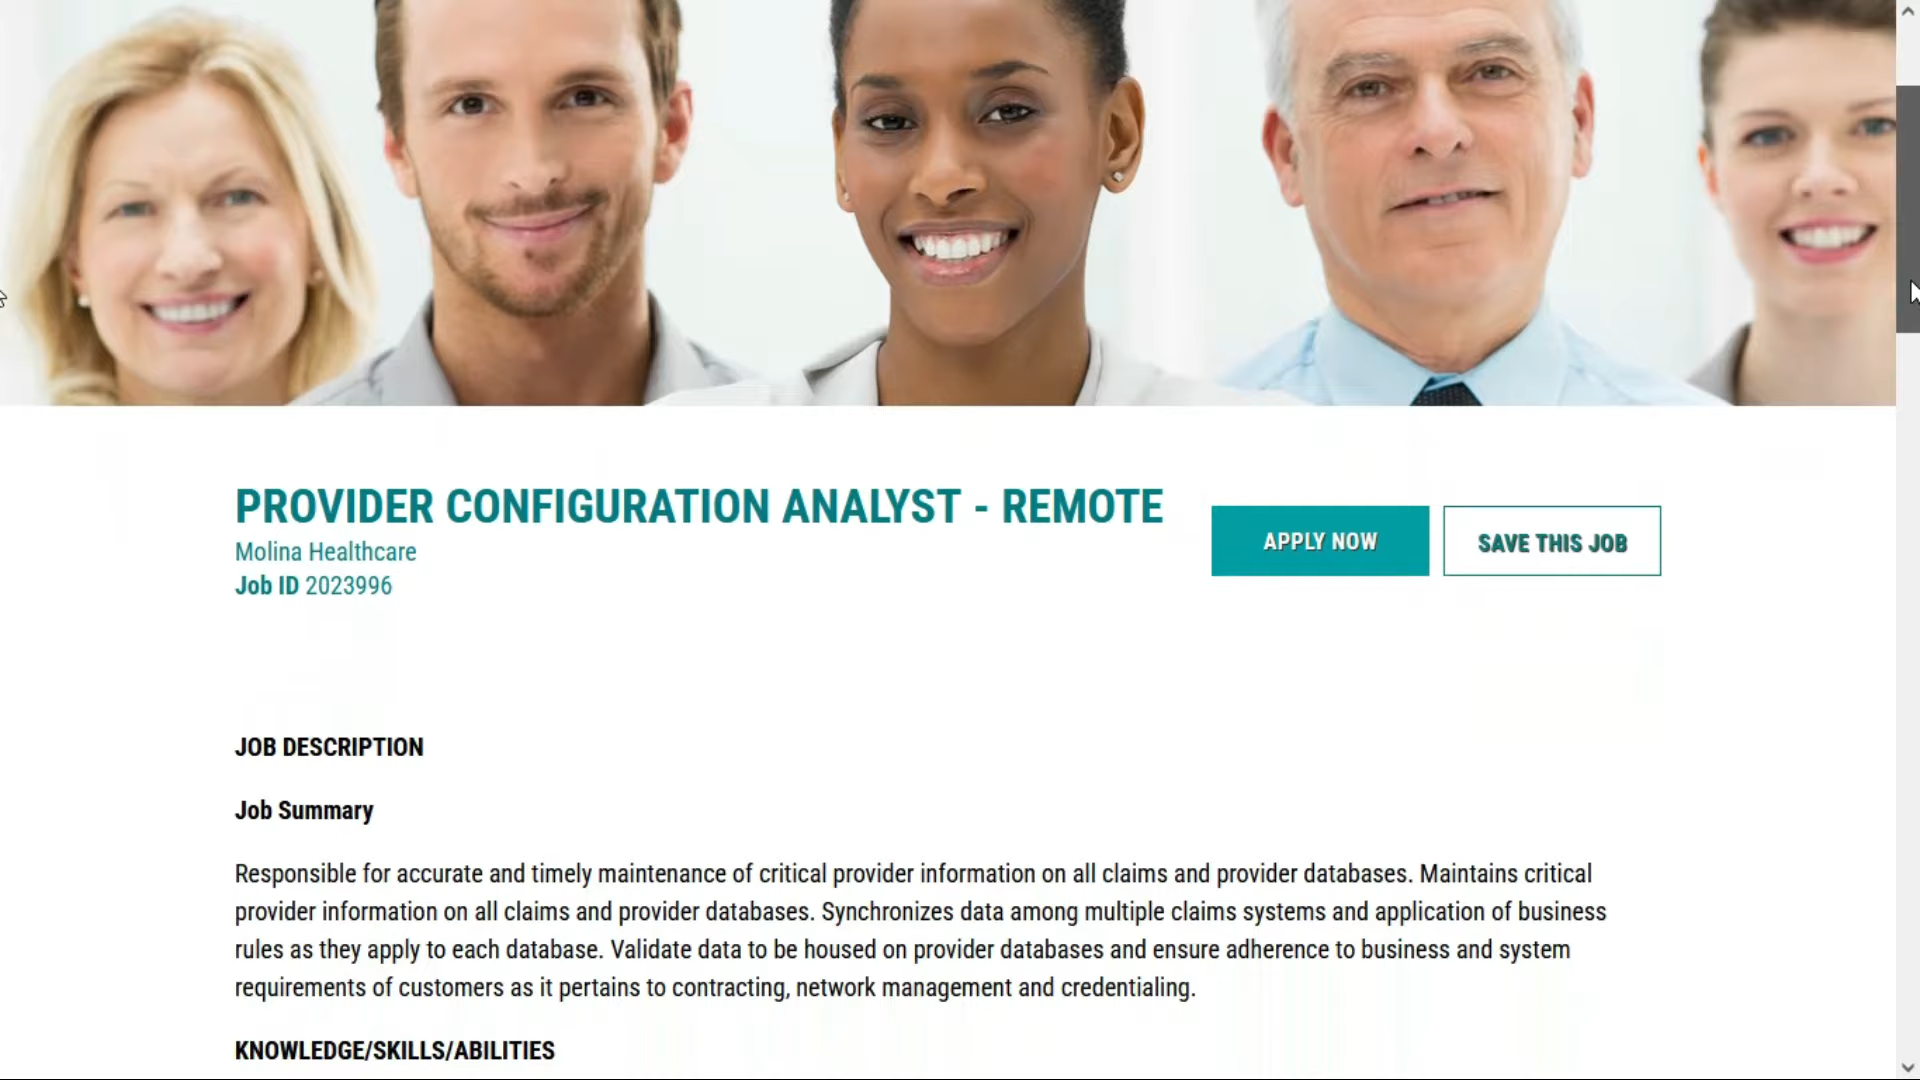 PROVIDER CONFIGURATION ANALYST - REMOTE
Molina Healthcare
Job ID 2023996
APPLY NOW
SAVE THIS JOB
JOB DESCRIPTION
Job Summary
Responsible for accurate and timely maintenance of critical provider information on all claims and provider databases. Maintains critical
provider information on all claims and provider databases. Synchronizes data among multiple claims systems and application of business
rules as they apply to each database. Validate data to be housed on provider databases and ensure adherence to business and system
requirements of customers as it pertains to contracting, network management and credentialing.
KNOWLEDGE/SKILLS/ABILITIES